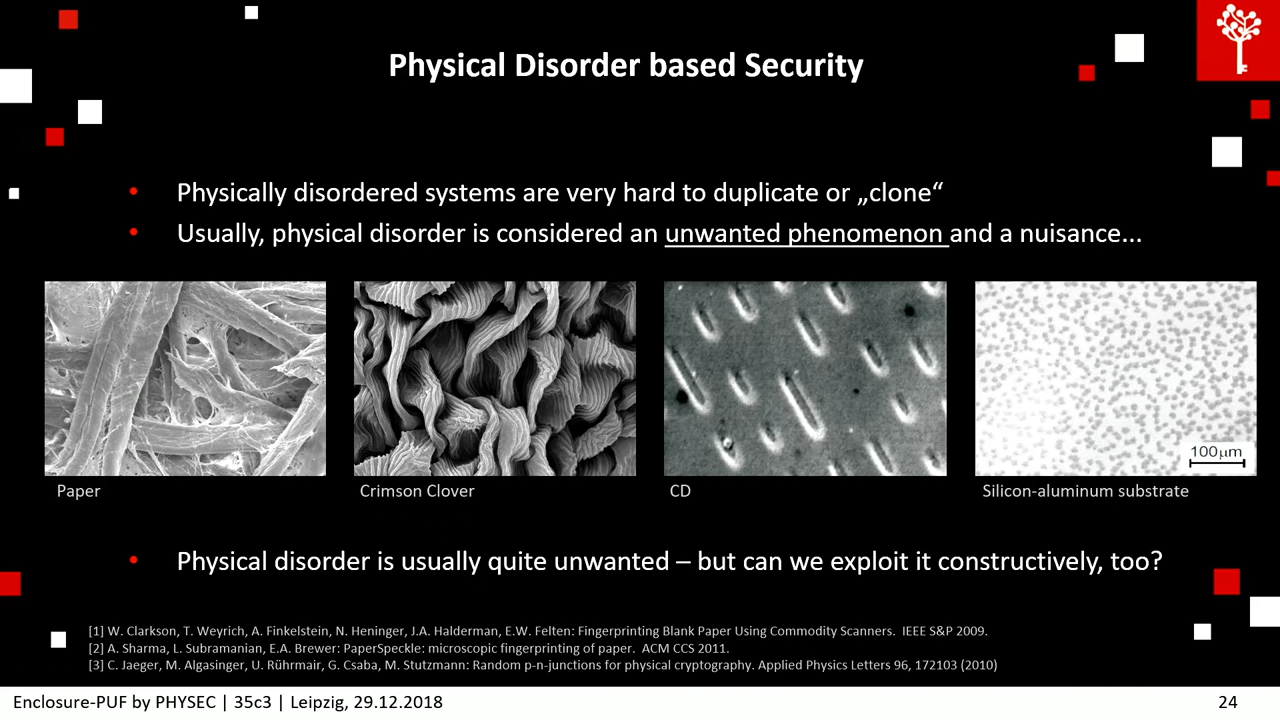 Physical Disorder based Security
• Physically disordered systems are very hard to duplicate or „clone“
• Usually, physical disorder is considered an unwanted phenomenon and a nuisance...
100µm
Paper
Crimson Clover
CD
Silicon-aluminum substrate
• Physical disorder is usually quite unwanted – but can we exploit it constructively, too?
[1] W. Clarkson, T. Weyrich, A. Finkelstein, N. Heninger, J.A. Halderman, E.W. Felten: Fingerprinting Blank Paper Using Commodity Scanners. IEEE S&P 2009.
[2] A. Sharma, L. Subramanian, E.A. Brewer: PaperSpeckle: microscopic fingerprinting of paper. ACM CCS 2011.
[3] C. Jaeger, M. Algasinger, U. Rührmair, G. Csaba, M. Stutzmann: Random p-n-junctions for physical cryptography. Applied Physics Letters 96, 172103 (2010)
Enclosure-PUF by PHYSEC | 35c3 | Leipzig, 29.12.2018
24